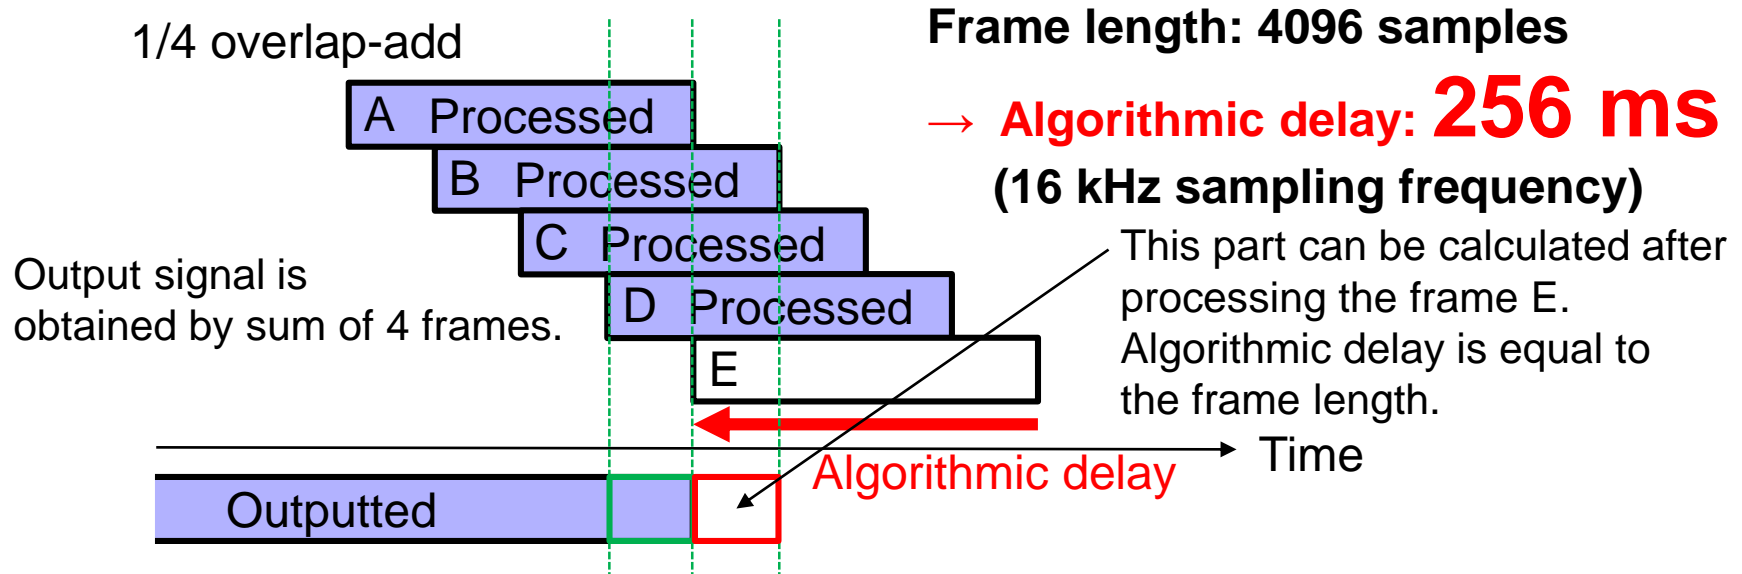 1/4 overlap-add
Frame length: 4096 samples
→ Algorithmic delay: 256 ms
(16 kHz sampling frequency)
A Processed
B Processed
C Processed
D Processed
E
Output signal is
obtained by sum of 4 frames.
This part can be calculated after
processing the frame E.
Algorithmic delay is equal to
the frame length.
Time
Algorithmic delay
Outputted